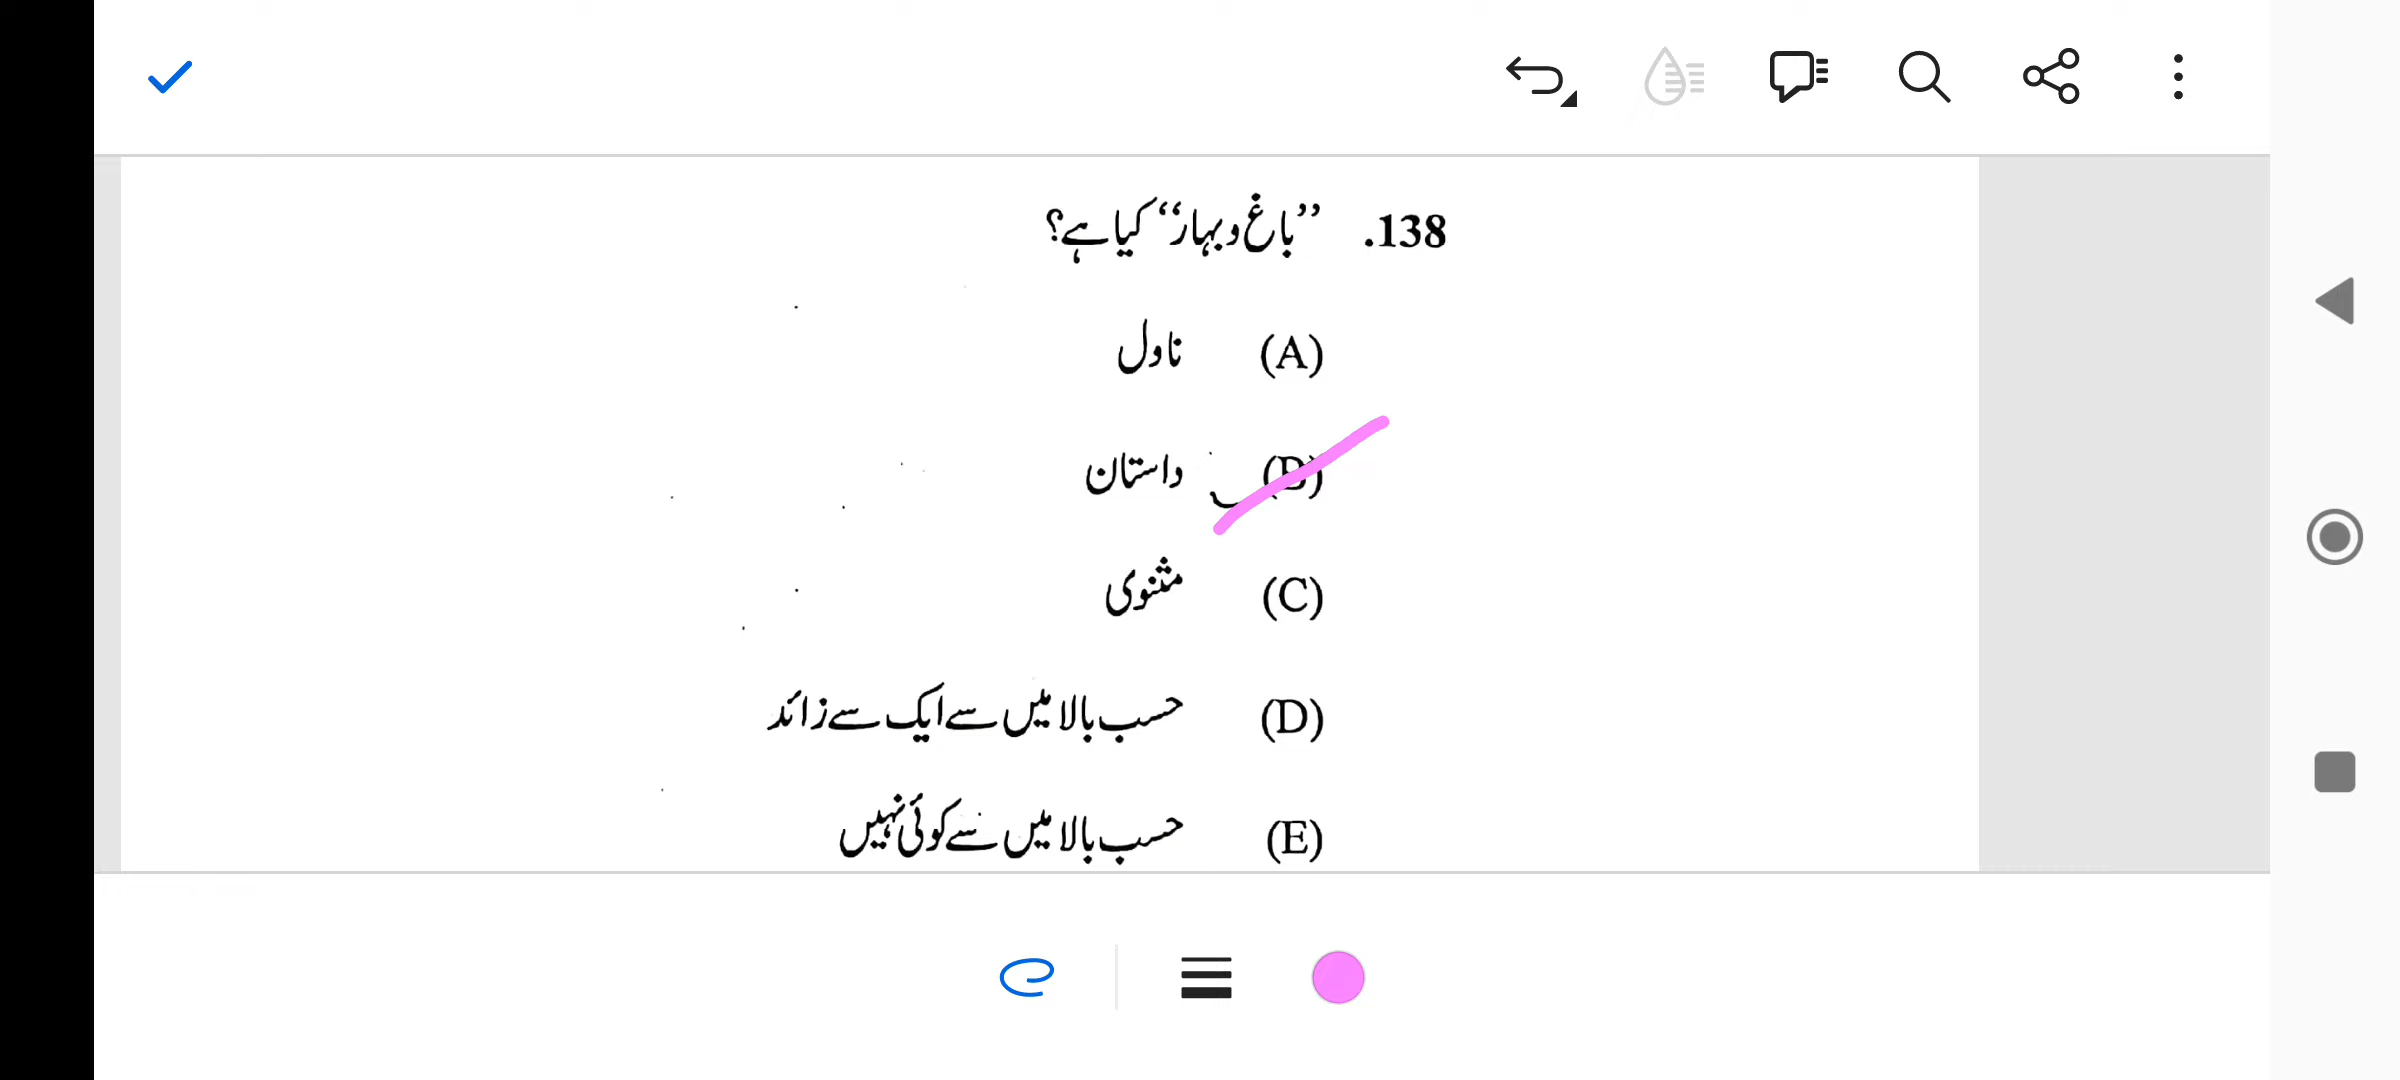 138. ”باغ و بہار“ کیا ہے؟
(A) ناول
(B) داستان
(C) مثنوی
(D) حسب بالا میں سے ایک سے زائد
(E) حسب بالا میں سے کوئی نہیں